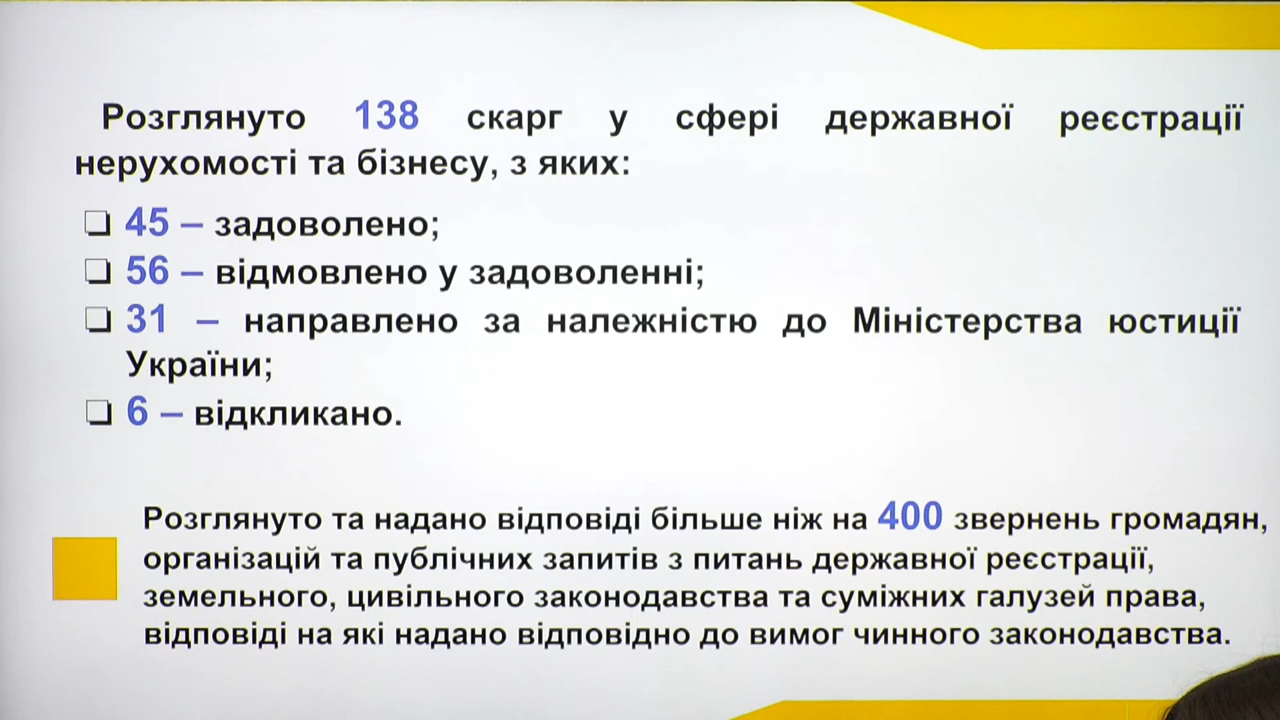 Розглянуто 138 скарг у сфері державної реєстрації
нерухомості та бізнесу, з яких:
❑ 45 – задоволено;
❑ 56 – відмовлено у задоволенні;
❑ 31 – направлено за належністю до Міністерства юстиції
України;
❑ 6 – відкликано.
Розглянуто та надано відповіді більше ніж на 400 звернень громадян,
організацій та публічних запитів з питань державної реєстрації,
земельного, цивільного законодавства та суміжних галузей права,
відповіді на які надано відповідно до вимог чинного законодавства.